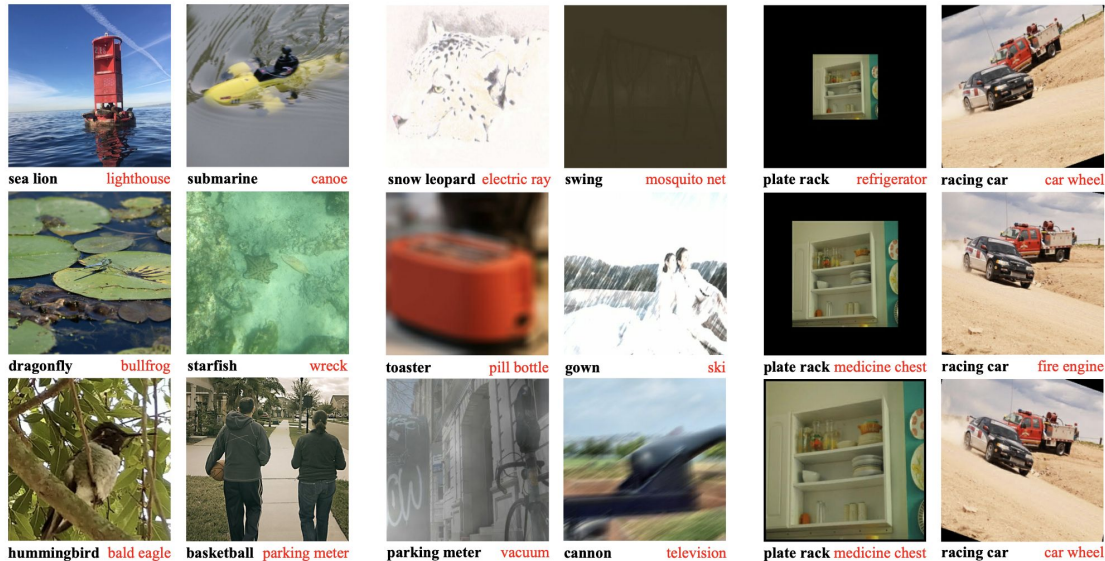 sea lion lighthouse submarine canoe snow leopard electric ray swing mosquito net plate rack refrigerator racing car car wheel
dragonfly bullfrog starfish wreck toaster pill bottle gown ski plate rack medicine chest racing car fire engine
hummingbird bald eagle basketball parking meter parking meter vacuum cannon television plate rack medicine chest racing car car wheel